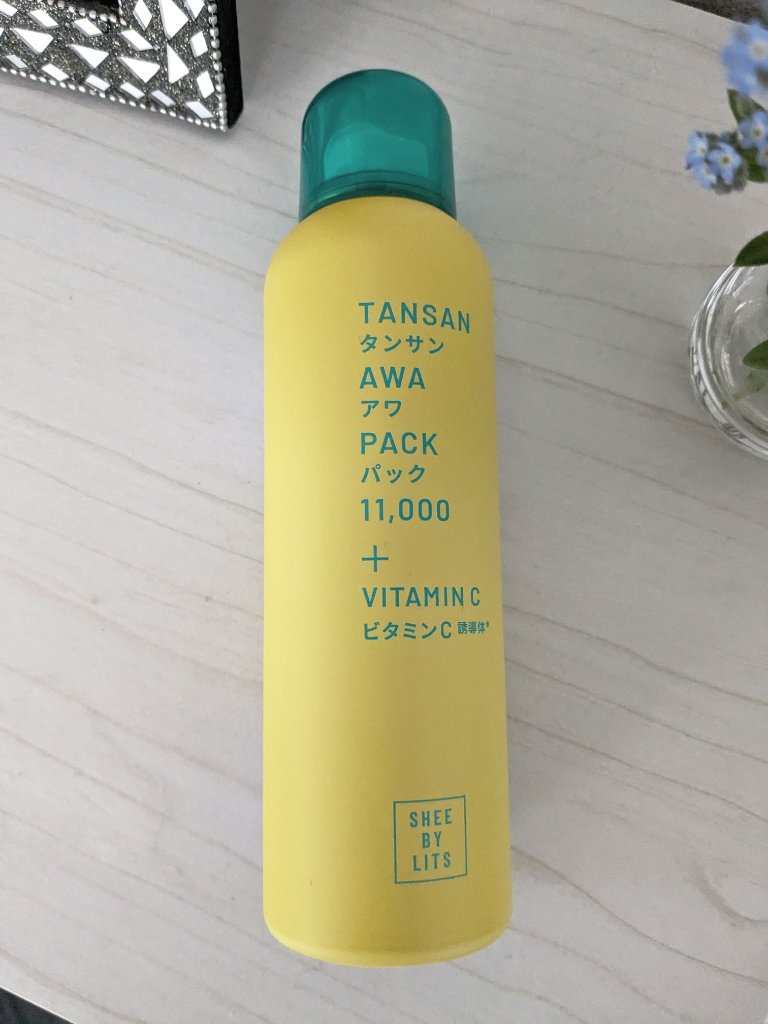 TANSAN
タンサン
AWA
アワ
PACK
パック
11,000
+
VITAMIN C
ビタミンC 誘導体*
SHEE
BY
LITS